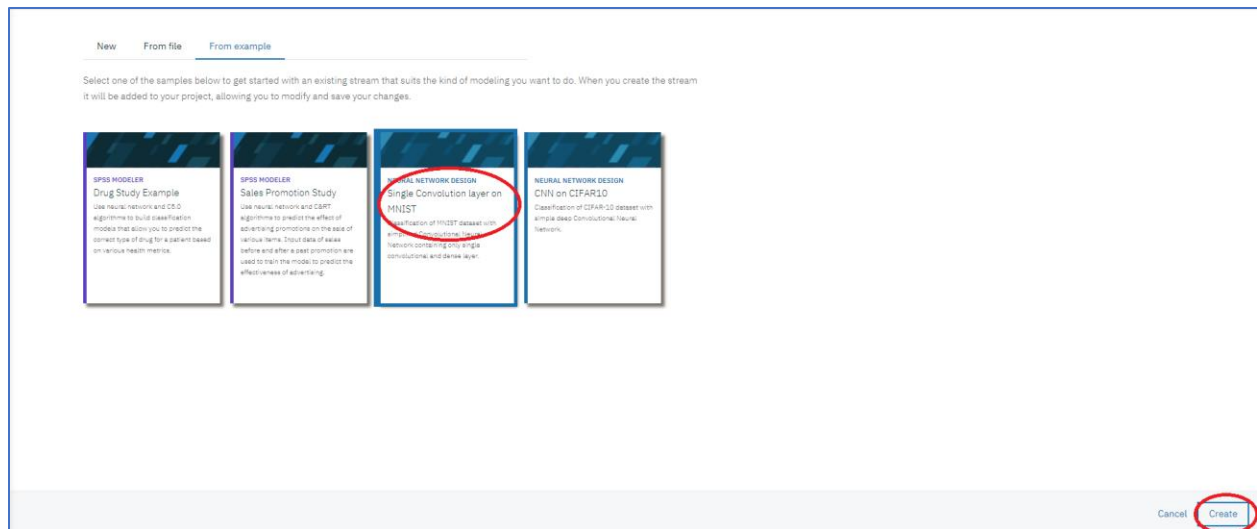 New From file From example
Select one of the samples below to get started with an existing stream that suits the kind of modeling you want to do. When you create the stream
it will be added to your project, allowing you to modify and save your changes.
SPSS MODELER
Drug Study Example
Use neural network and C5.0
algorithms to build classification
models that allow you to predict the
correct type of drug for a patient based
on various health metrics.
SPSS MODELER
Sales Promotion Study
Use neural network and C&RT
algorithms to predict the effect of
advertising promotions on the sale of
various items. Input data of sales
before and after a past promotion are
used to train the model to predict the
effectiveness of advertising.
NEURAL NETWORK DESIGN
Single Convolution layer on
MNIST
Classification of MNIST dataset with
simple Convolutional Neural
Network containing only single
convolutional and dense layer.
NEURAL NETWORK DESIGN
CNN on CIFAR10
Classification of CIFAR-10 dataset with
simple deep Convolutional Neural
Network.
Cancel Create